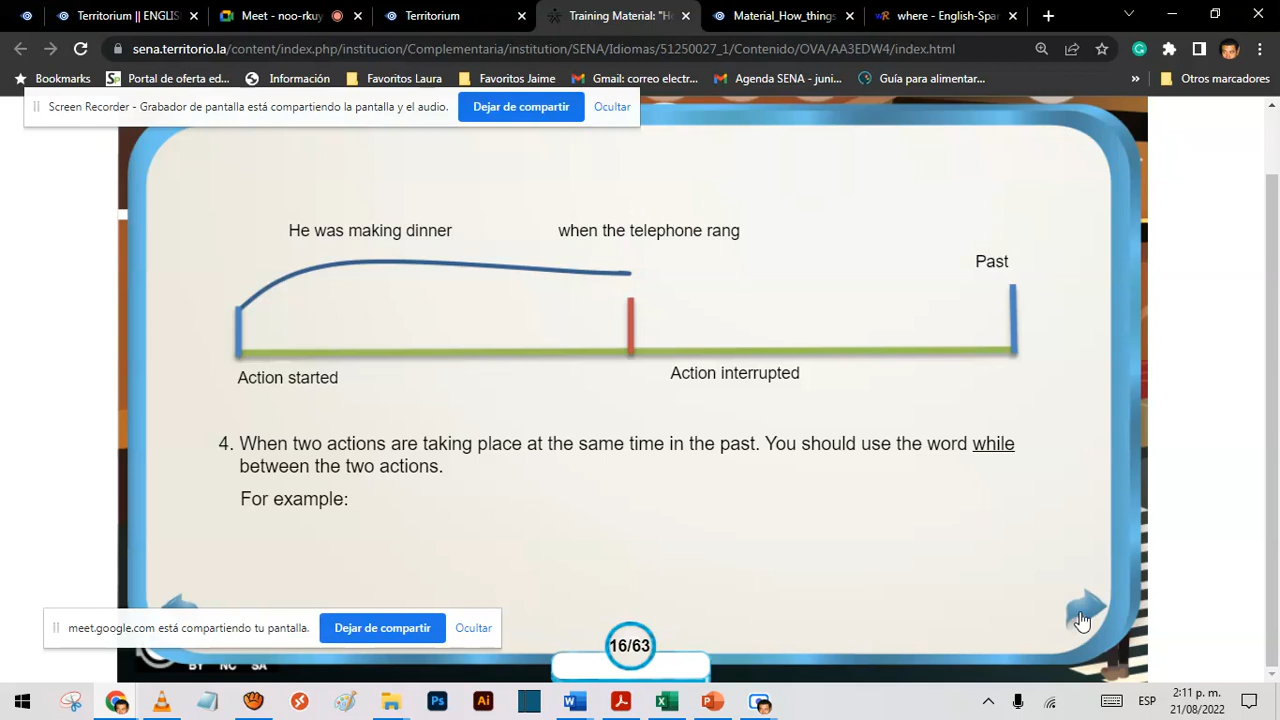 Territorium || ENGLIS
Meet - noo-rkuy
Territorium
Training Material: "Ho
Material_How_things
where - English-Spar
sena.territorio.la/content/index.php/institucion/Complementaria/institution/SENA/Idiomas/51250027_1/Contenido/OVA/AA3EDW4/index.html
Bookmarks
Portal de oferta ed...
Información
Favoritos Laura
Favoritos Jaime
Gmail: correo electr...
Agenda SENA - juni...
Guía para alimentar...
»
Otros marcadores
Screen Recorder - Grabador de pantalla está compartiendo la pantalla y el audio.
Dejar de compartir
Ocultar
He was making dinner
when the telephone rang
Past
Action started
Action interrupted
4. When two actions are taking place at the same time in the past. You should use the word while
between the two actions.
For example:
meet.google.com está compartiendo tu pantalla.
Dejar de compartir
Ocultar
16/63
BY NC SA
ESP
2:11 p. m.
21/08/2022